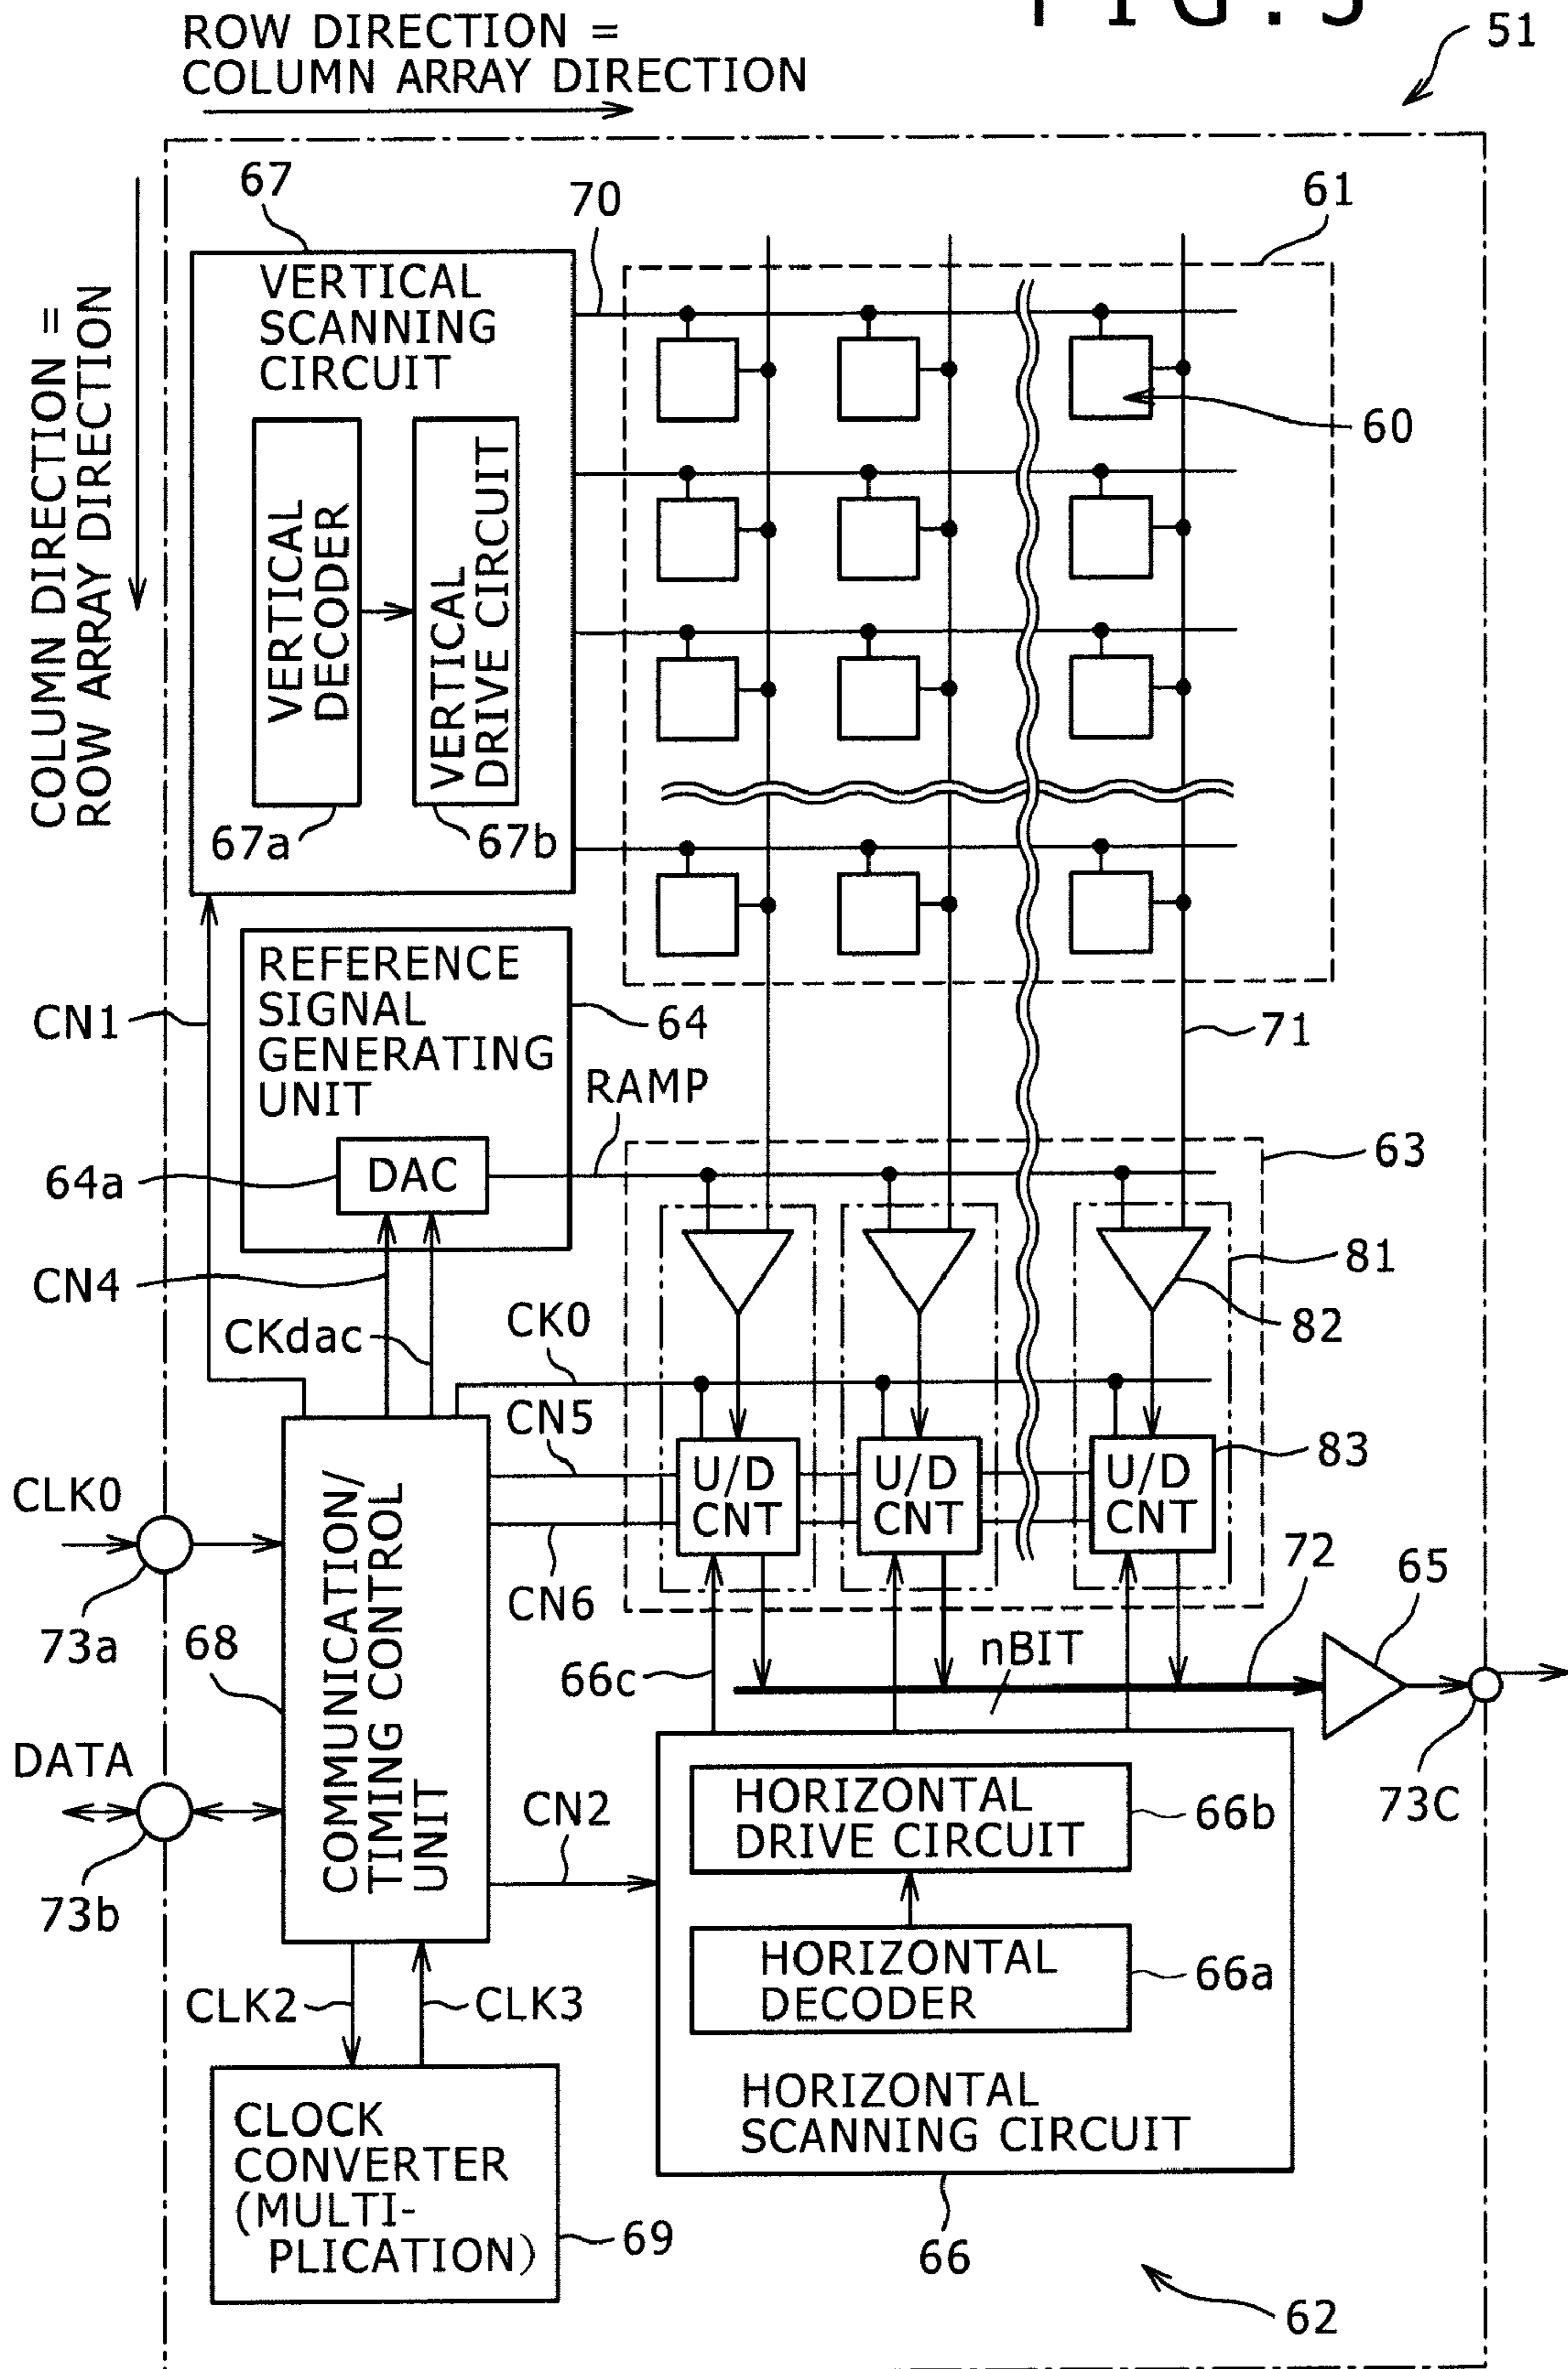 FIG.5
ROW DIRECTION =
COLUMN ARRAY DIRECTION
51
COLUMN DIRECTION =
ROW ARRAY DIRECTION
67
70
61
VERTICAL
SCANNING
CIRCUIT
60
VERTICAL
DECODER
VERTICAL
DRIVE CIRCUIT
67a
67b
REFERENCE
SIGNAL
GENERATING
UNIT
CN1
64
71
RAMP
63
64a
DAC
81
CN4
82
CKdac
CK0
CN5
U/D
CNT
U/D
CNT
U/D
CNT
83
CLK0
CN6
72
65
73a
68
COMMUNICATION/
TIMING CONTROL
UNIT
66c
nBIT
DATA
73C
HORIZONTAL
DRIVE CIRCUIT
66b
CN2
73b
HORIZONTAL
DECODER
66a
CLK2
CLK3
HORIZONTAL
SCANNING CIRCUIT
CLOCK
CONVERTER
(MULTI-
PLICATION)
69
66
62